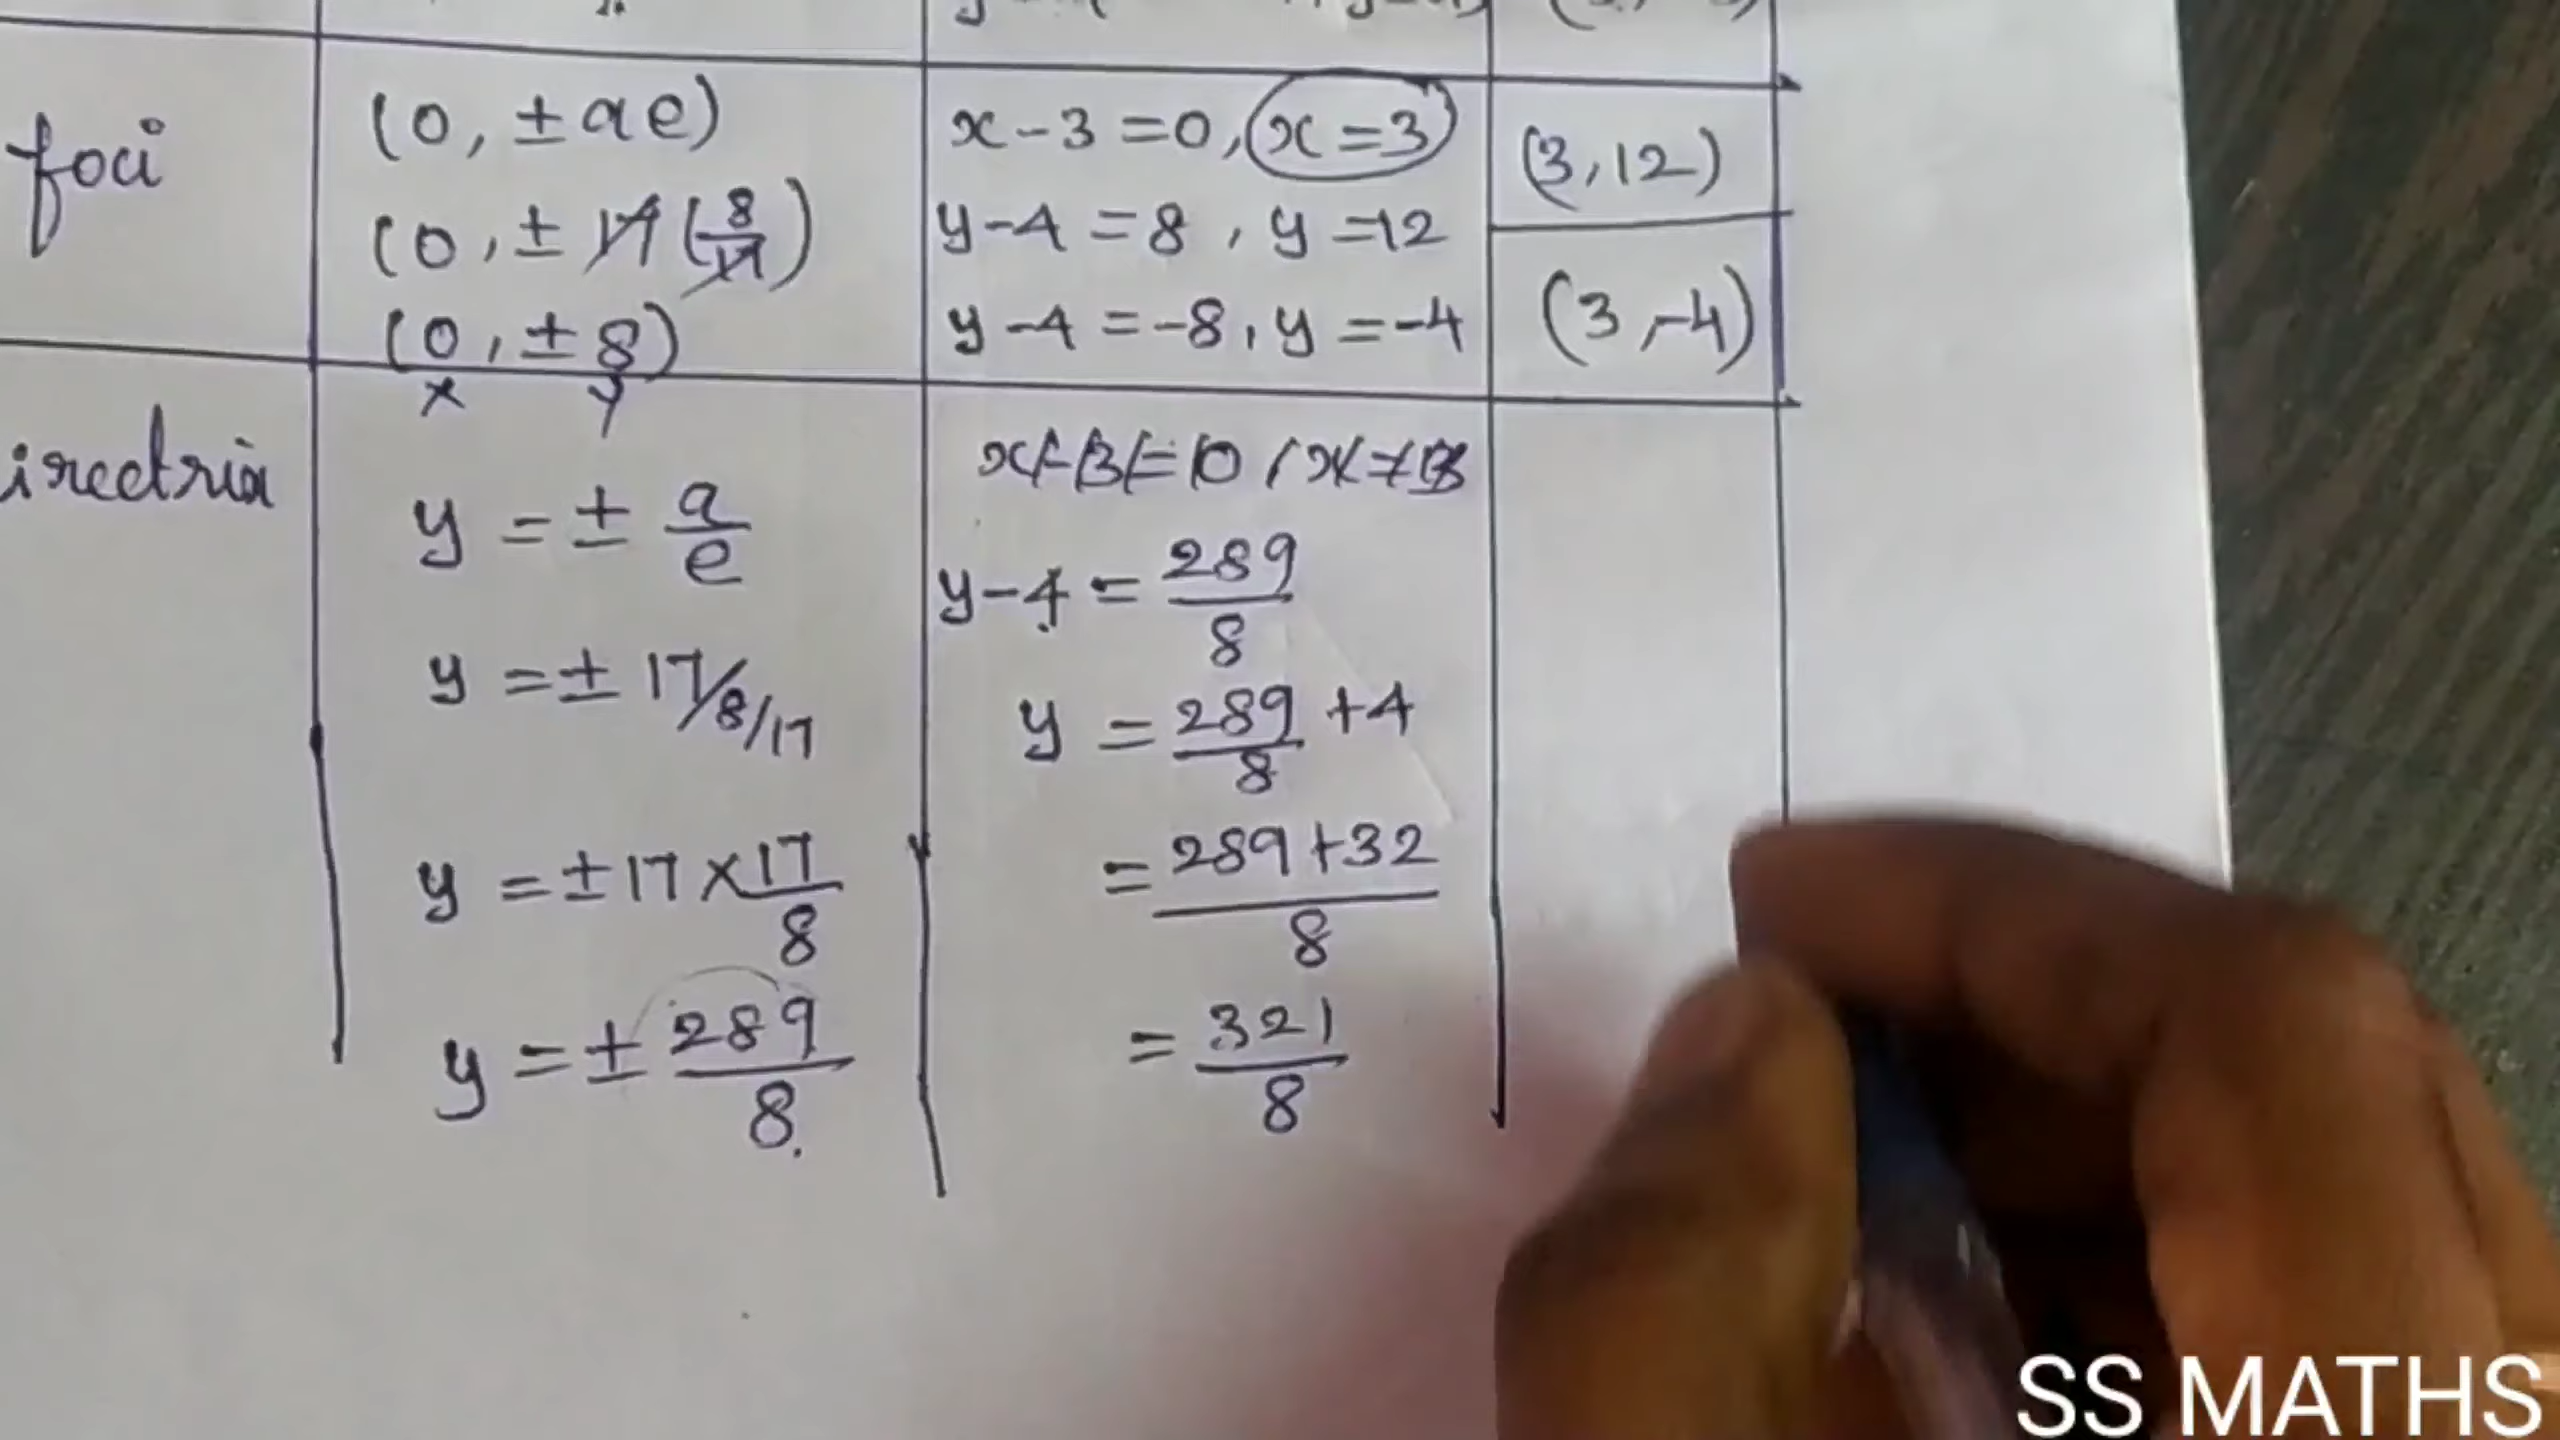 foci
(0, ±ae)
(0, ± 17 (8/17)
(0, ± 8)
x y
x-3=0, x=3
y-4=8, y=12
y-4=-8, y=-4
(3, 12)
(3, -4)
irectrix
y = ± a/e
y = ± 17/8/17
y = ± 17 × 17/8
y = ± 289/8.
x-3=0, x=
y-4 = 289/8
y = 289/8 +4
= 289+32/8
= 321/8
SS MATHS